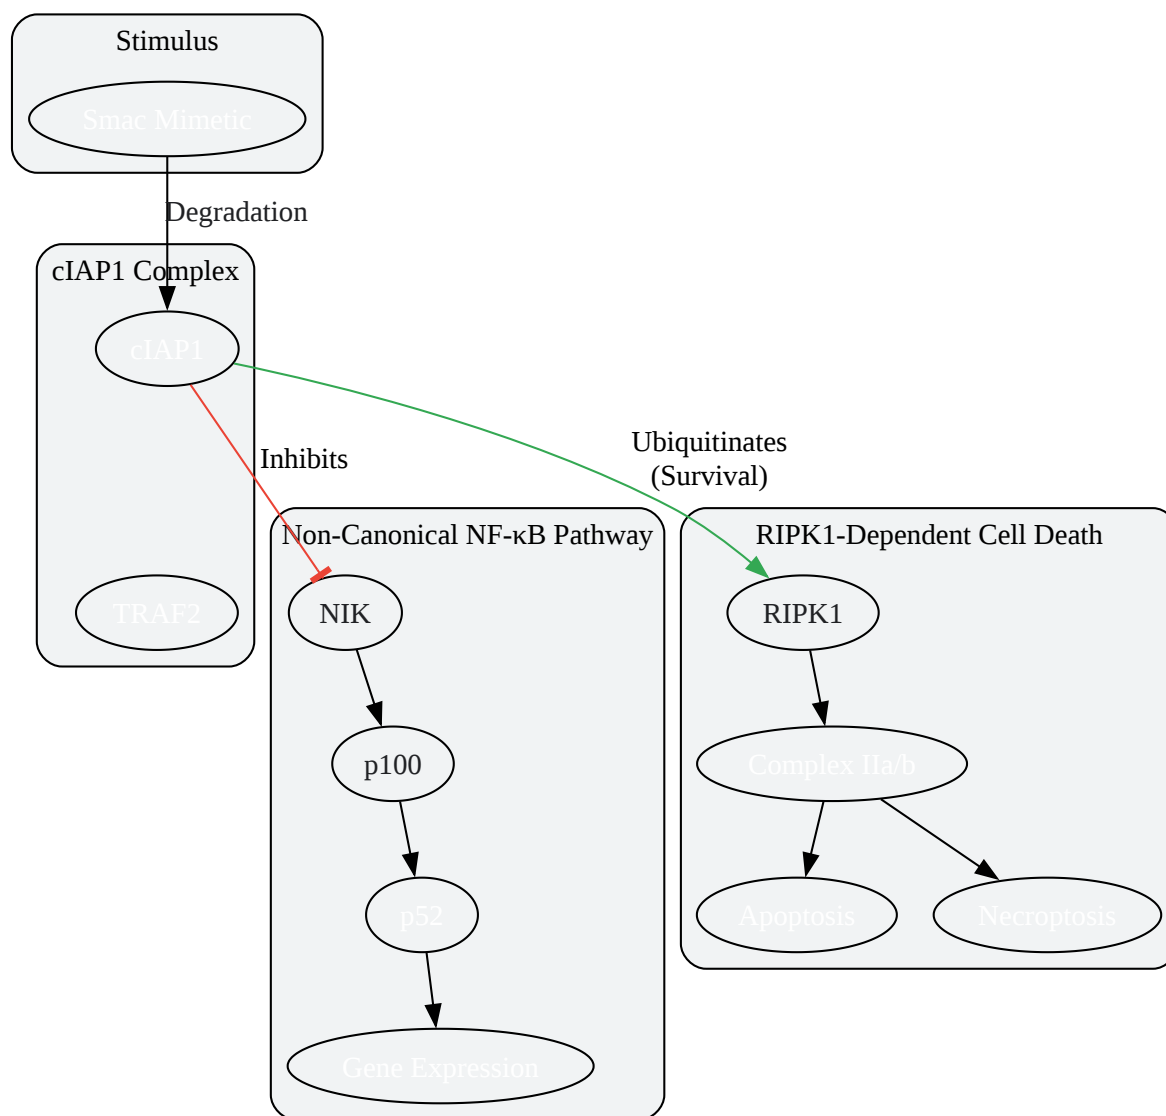 Stimulus
Smac Mimetic
Degradation
cIAP1 Complex
cIAP1
Inhibits
Ubiquitinates
(Survival)
TRAF2
Non-Canonical NF-κB Pathway
NIK
p100
p52
Gene Expression
RIPK1-Dependent Cell Death
RIPK1
Complex IIa/b
Apoptosis
Necroptosis